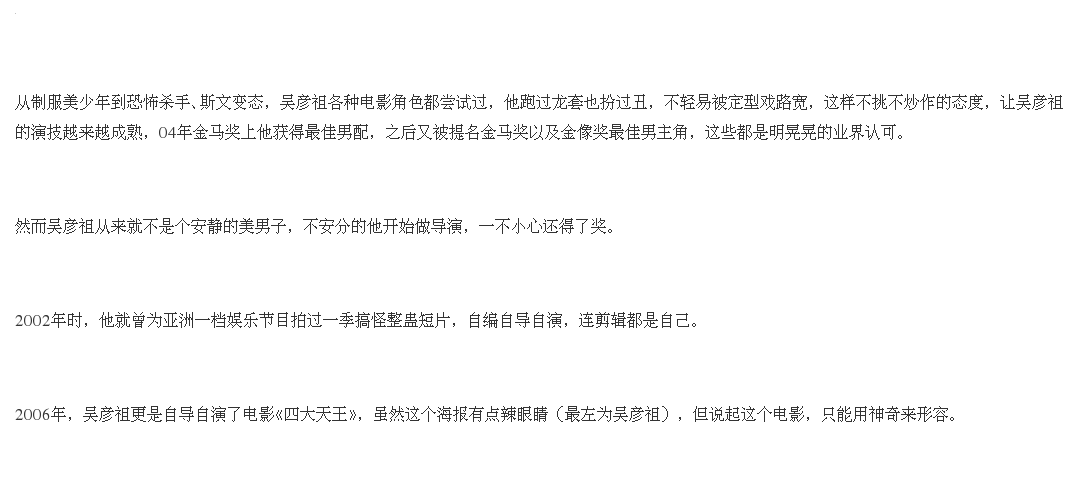 从制服美少年到恐怖杀手、斯文变态，吴彦祖各种电影角色都尝试过，他跑过龙套也扮过丑，不轻易被定型戏路宽，这样不挑不炒作的态度，让吴彦祖
的演技越来越成熟，04年金马奖上他获得最佳男配，之后又被提名金马奖以及金像奖最佳男主角，这些都是明晃晃的业界认可。
然而吴彦祖从来就不是个安静的美男子，不安分的他开始做导演，一不小心还得了奖。
2002年时，他就曾为亚洲一档娱乐节目拍过一季搞怪整蛊短片，自编自导自演，连剪辑都是自己。
2006年，吴彦祖更是自导自演了电影《四大天王》，虽然这个海报有点辣眼睛（最左为吴彦祖），但说起这个电影，只能用神奇来形容。